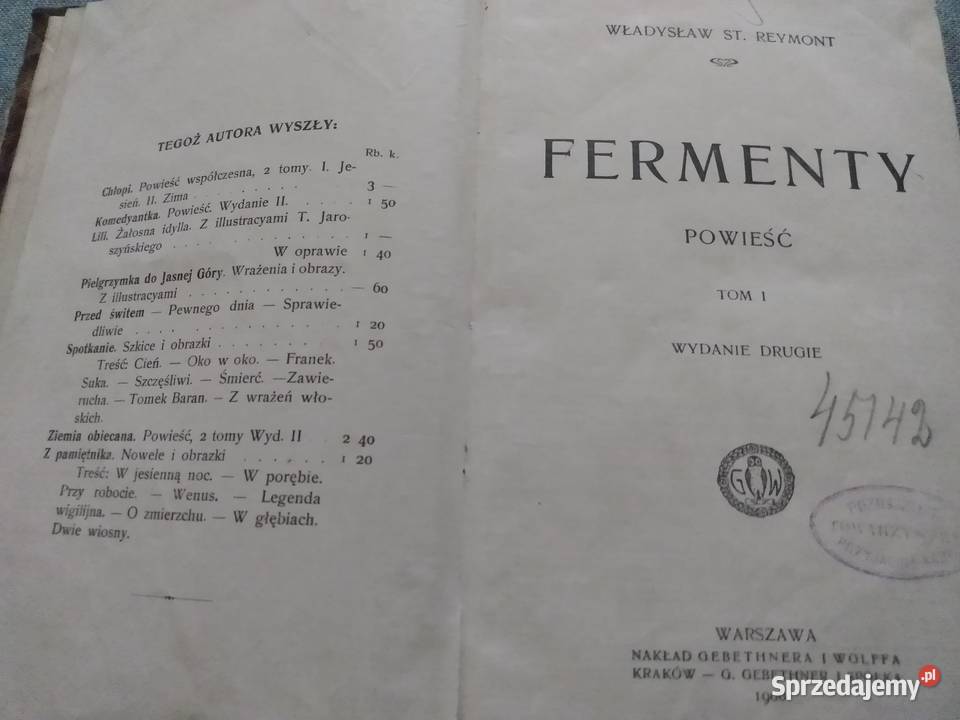 TEGOŻ AUTORA WYSZŁY:
Rb. k.
Chłopi. Powieść współczesna, 2 tomy. I. Je-
sień. II. Zima . . . . . . . 3 —
Komedyantka. Powieść. Wydanie II. . . . . 1 50
Lili. Żałosna idylla. Z illustracyami T. Jaro-
szyńskiego . . . . . . . . 1 —
W oprawie 1 40
Pielgrzymka do Jasnej Góry. Wrażenia i obrazy.
Z illustracyami . . . . . . . . — 60
Przed świtem — Pewnego dnia — Sprawie-
dliwie . . . . . . . . . . 1 20
Spotkanie. Szkice i obrazki . . . . . . 1 50
Treść Cień. — Oko w oko. — Franek.
Suka. — Szczęśliwi. — Śmierć. —Zawie-
rucha. — Tomek Baran. — Z wrażeń wło-
skich.
Ziemia obiecana. Powieść, 2 tomy Wyd. II . 2 40
Z pamiętnika. Nowele i obrazki . . . . . 1 20
Treść: W jesienną noc. — W porębie.
Przy robocie. — Wenus. — Legenda
wigilijna. — O zmierzchu. — W głębiach.
Dwie wiosny.
WŁADYSŁAW ST. REYMONT
FERMENTY
POWIEŚĆ
TOM I
WYDANIE DRUGIE
45142
G W
WARSZAWA
NAKŁAD GEBETHNERA I WOLFFA
KRAKÓW — G. GEBETHNER I SPÓŁKA
Sprzedajemy.pl